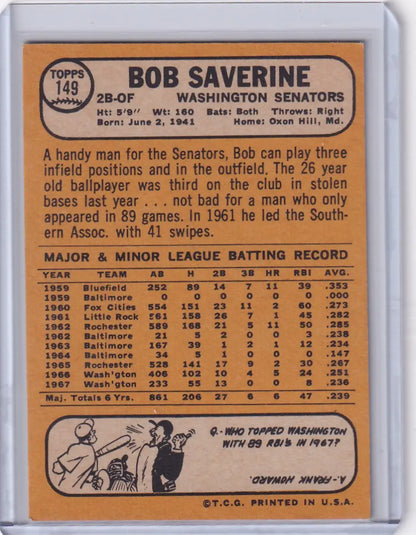 TOPPS
149
BOB SAVERINE
2B-OF WASHINGTON SENATORS
Ht: 5'9" Wt: 160 Bats: Both Throws: Right
Born: June 2, 1941 Home: Oxon Hill, Md.
A handy man for the Senators, Bob can play three
infield positions and in the outfield. The 26 year
old ballplayer was third on the club in stolen
bases last year . . . not bad for a man who only
appeared in 89 games. In 1961 he led the South-
ern Assoc. with 41 swipes.
MAJOR & MINOR LEAGUE BATTING RECORD
YEAR TEAM AB H 2B 3B HR RBI AVG.
1959 Bluefield 252 89 14 7 11 39 .353
1959 Baltimore 0 0 0 0 0 0 .000
1960 Fox Cities 554 151 23 11 2 60 .273
1961 Little Rock 561 158 26 7 1 45 .282
1962 Rochester 589 168 21 5 11 50 .285
1962 Baltimore 21 5 2 0 0 3 .238
1963 Baltimore 167 39 1 2 1 12 .234
1964 Baltimore 34 5 1 0 0 0 .147
1965 Rochester 528 141 17 9 2 30 .267
1966 Wash'gton 406 102 10 4 5 24 .251
1967 Wash'gton 233 55 13 0 0 8 .236
Maj. Totals 6 Yrs. 861 206 27 6 6 47 .239
Q.-WHO TOPPED WASHINGTON
WITH 89 RBI'S IN 1967?
A.-FRANK HOWARD.
©T.C.G. PRINTED IN U.S.A.